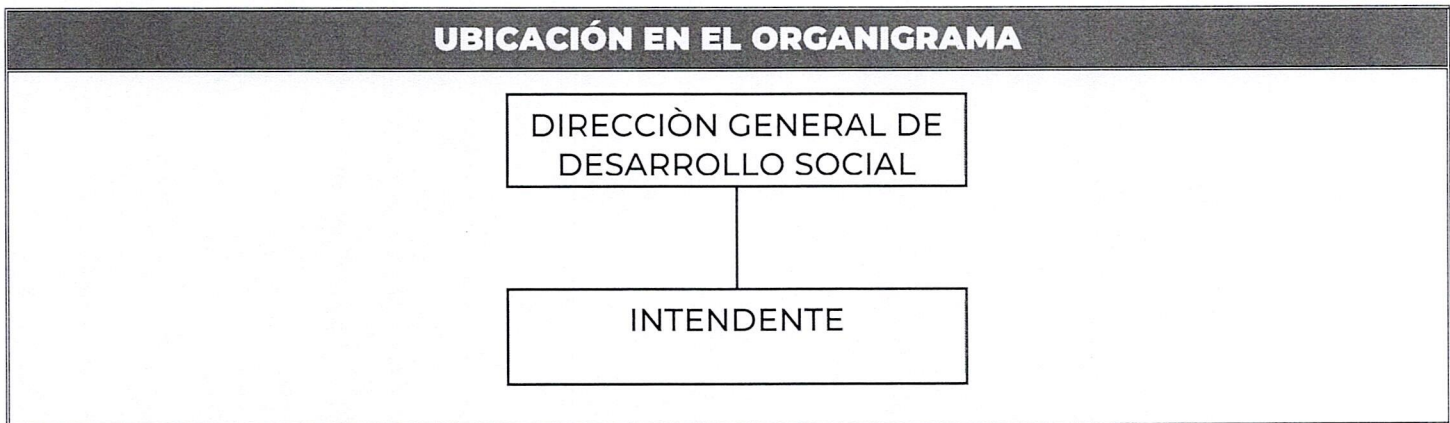 UBICACIÓN EN EL ORGANIGRAMA
DIRECCIÒN GENERAL DE
DESARROLLO SOCIAL
INTENDENTE